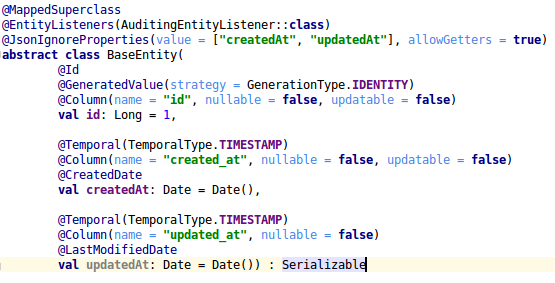 @MappedSuperclass
@EntityListeners(AuditingEntityListener::class)
@JsonIgnoreProperties(value = ["createdAt", "updatedAt"], allowGetters = true)
abstract class BaseEntity(
        @Id
        @GeneratedValue(strategy = GenerationType.IDENTITY)
        @Column(name = "id", nullable = false, updatable = false)
        val id: Long = 1,

        @Temporal(TemporalType.TIMESTAMP)
        @Column(name = "created_at", nullable = false, updatable = false)
        @CreatedDate
        val createdAt: Date = Date(),

        @Temporal(TemporalType.TIMESTAMP)
        @Column(name = "updated_at", nullable = false)
        @LastModifiedDate
        val updatedAt: Date = Date()) : Serializable